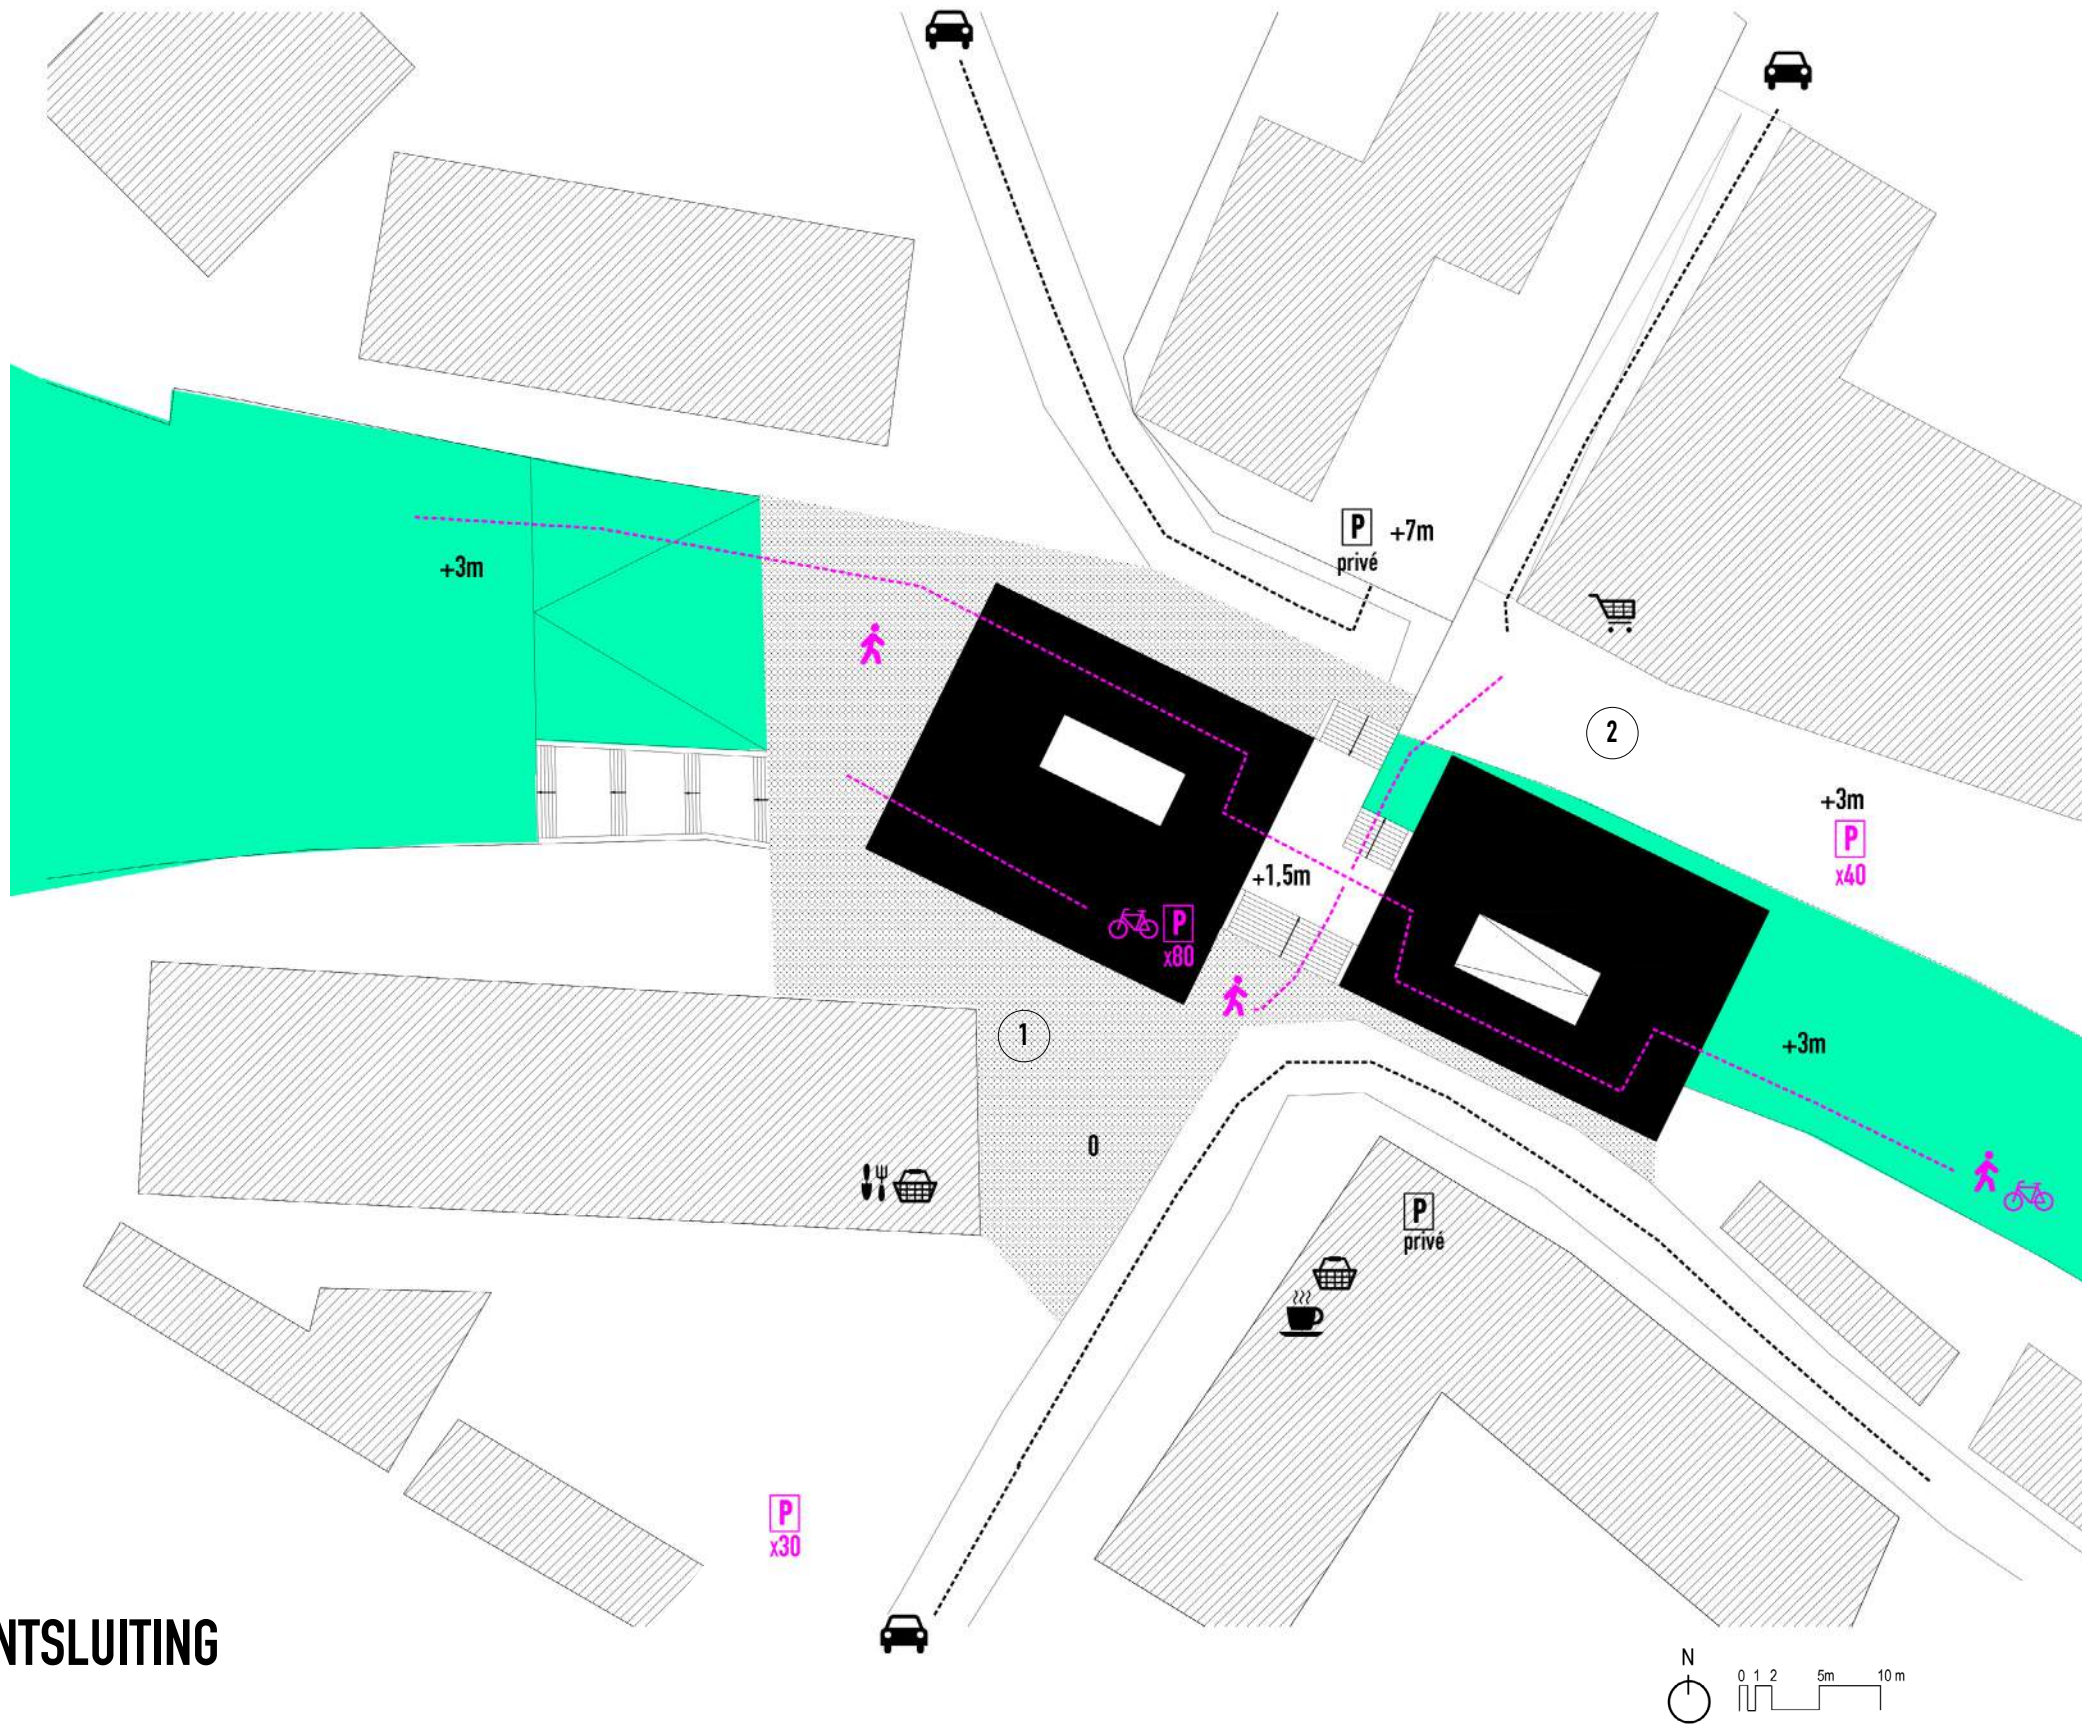 P +7m
privé
+3m
2
+3m
P
x40
+1,5m
P
x80
1
+3m
0
P
privé
P
x30
NTSLUITING
N
0 1 2 5m 10 m